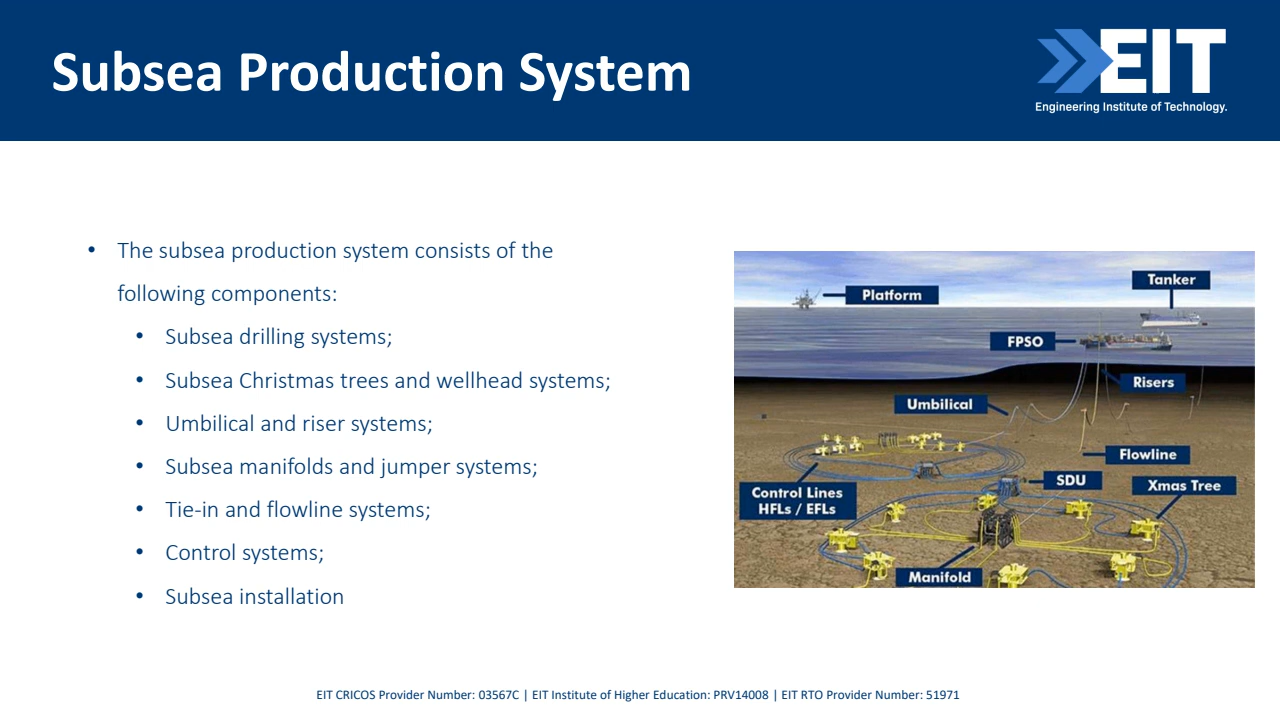 Subsea Production System
EIT
Engineering Institute of Technology.
• The subsea production system consists of the
following components:
• Subsea drilling systems;
• Subsea Christmas trees and wellhead systems;
• Umbilical and riser systems;
• Subsea manifolds and jumper systems;
• Tie-in and flowline systems;
• Control systems;
• Subsea installation
Tanker
Platform
FPSO
Risers
Umbilical
Flowline
SDU
Xmas Tree
Control Lines
HFLs / EFLs
Manifold
EIT CRICOS Provider Number: 03567C | EIT Institute of Higher Education: PRV14008 | EIT RTO Provider Number: 51971